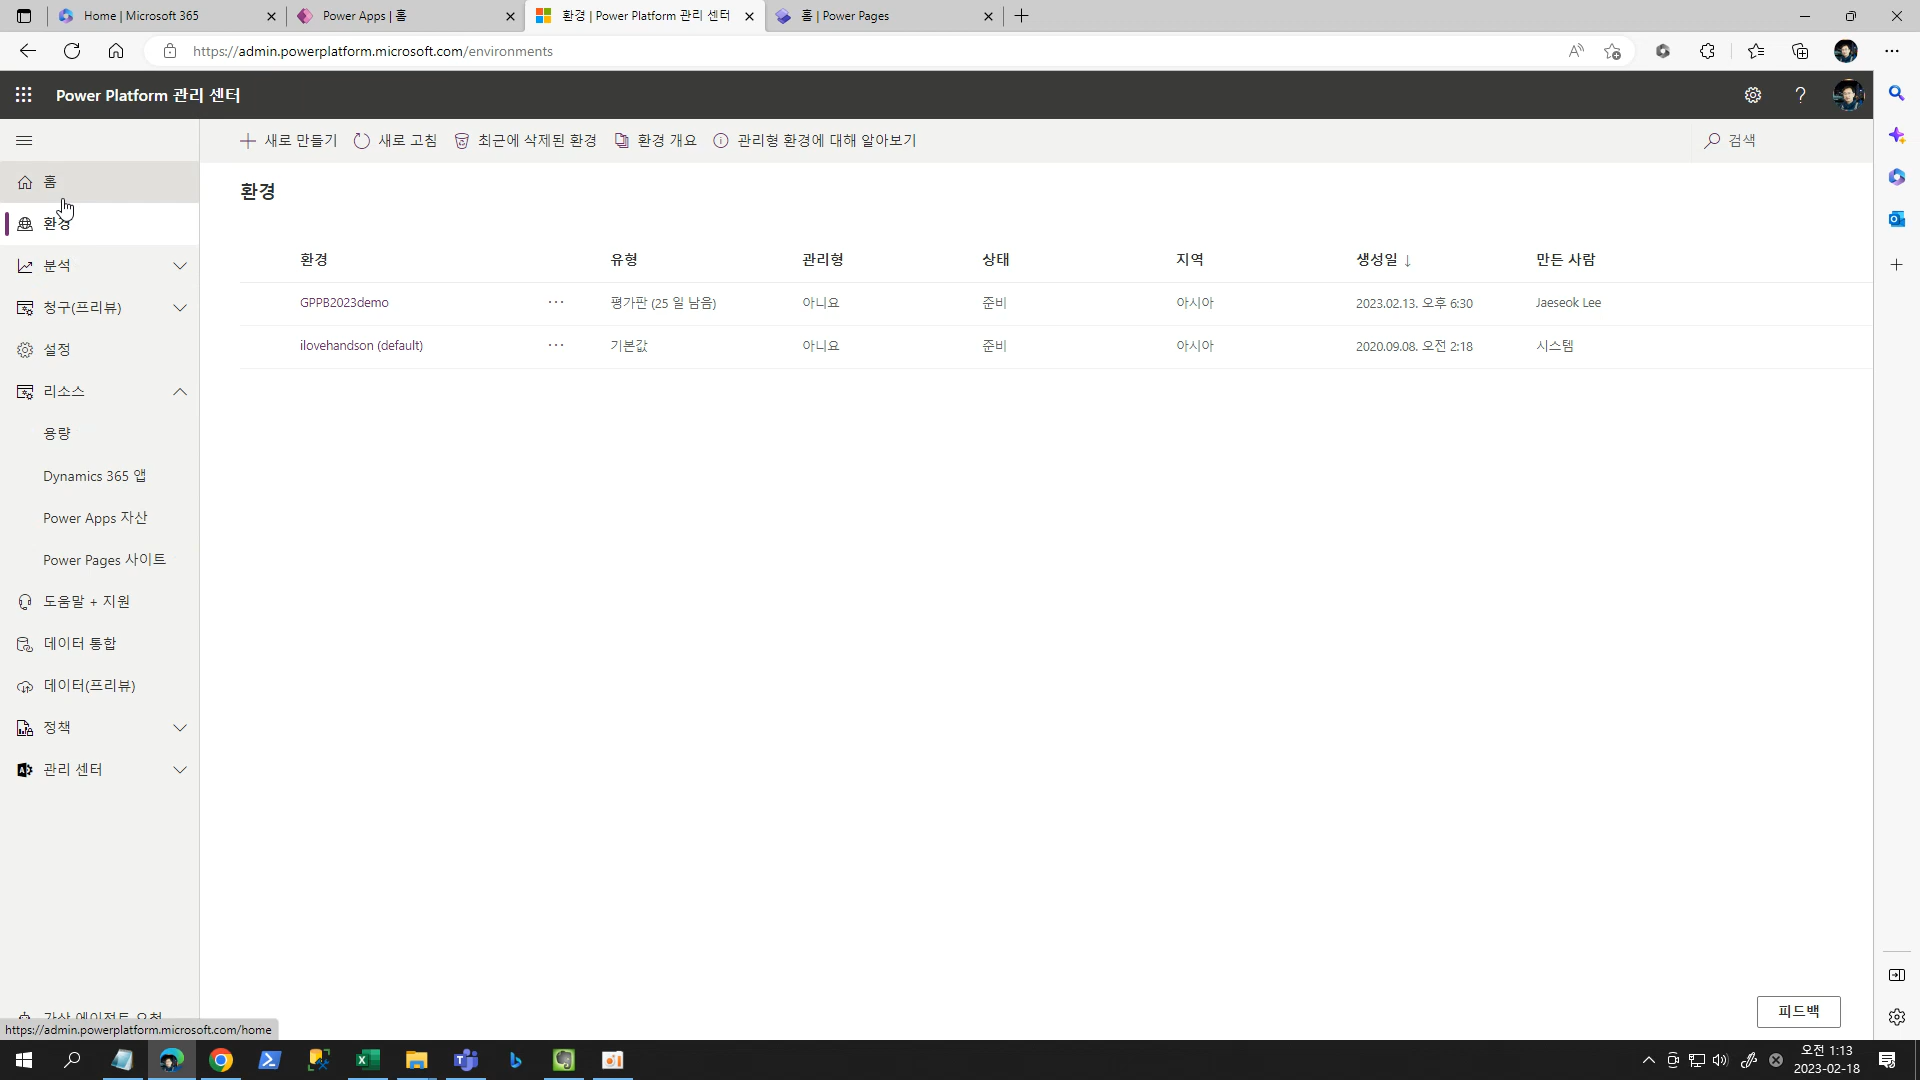 Home | Microsoft 365
Power Apps | 홈
환경 | Power Platform 관리 센터
홈 | Power Pages
https://admin.powerplatform.microsoft.com/environments
Power Platform 관리 센터
새로 만들기
새로 고침
최근에 삭제된 환경
환경 개요
관리형 환경에 대해 알아보기
검색
홈
환경
분석
청구(프리뷰)
설정
리소스
용량
Dynamics 365 앱
Power Apps 자산
Power Pages 사이트
도움말 + 지원
데이터 통합
데이터(프리뷰)
정책
관리 센터
환경
환경 유형 관리형 상태 지역 생성일 ↓ 만든 사람
GPPB2023demo ... 평가판 (25 일 남음) 아니요 준비 아시아 2023.02.13. 오후 6:30 Jaeseok Lee
ilovehandson (default) ... 기본값 아니요 준비 아시아 2020.09.08. 오전 2:18 시스템
피드백
https://admin.powerplatform.microsoft.com/home
오전 1:13
2023-02-18